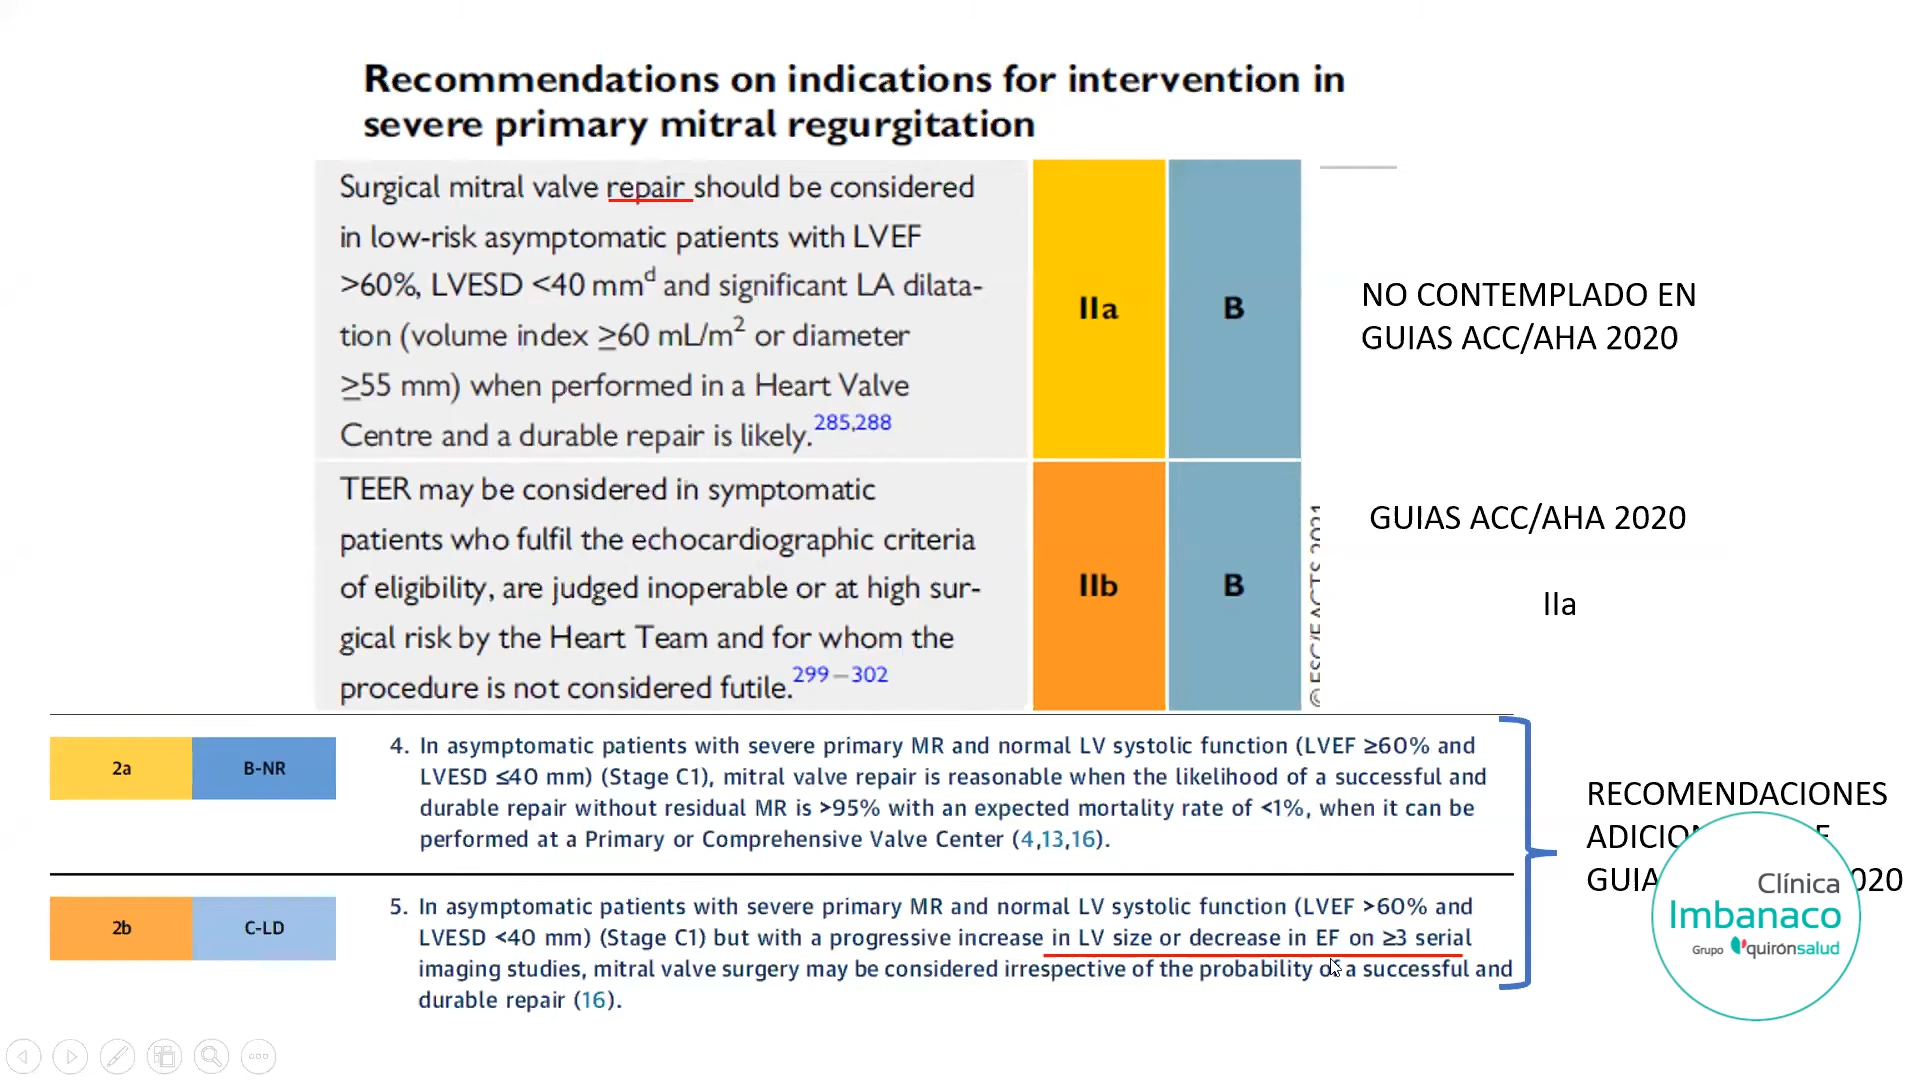 Recommendations on indications for intervention in
severe primary mitral regurgitation
Surgical mitral valve repair should be considered
in low-risk asymptomatic patients with LVEF
>60%, LVESD <40 mmᵈ and significant LA dilata-
tion (volume index ≥60 mL/m² or diameter
≥55 mm) when performed in a Heart Valve
Centre and a durable repair is likely.285,288
IIa
B
NO CONTEMPLADO EN
GUIAS ACC/AHA 2020
TEER may be considered in symptomatic
patients who fulfil the echocardiographic criteria
of eligibility, are judged inoperable or at high sur-
gical risk by the Heart Team and for whom the
procedure is not considered futile.299–302
IIb
B
GUIAS ACC/AHA 2020
IIa
2a
B-NR
4. In asymptomatic patients with severe primary MR and normal LV systolic function (LVEF ≥60% and
LVESD ≤40 mm) (Stage C1), mitral valve repair is reasonable when the likelihood of a successful and
durable repair without residual MR is >95% with an expected mortality rate of <1%, when it can be
performed at a Primary or Comprehensive Valve Center (4,13,16).
2b
C-LD
5. In asymptomatic patients with severe primary MR and normal LV systolic function (LVEF >60% and
LVESD <40 mm) (Stage C1) but with a progressive increase in LV size or decrease in EF on ≥3 serial
imaging studies, mitral valve surgery may be considered irrespective of the probability of a successful and
durable repair (16).
RECOMENDACIONES
Clínica
Imbanaco
Grupo quirónsalud